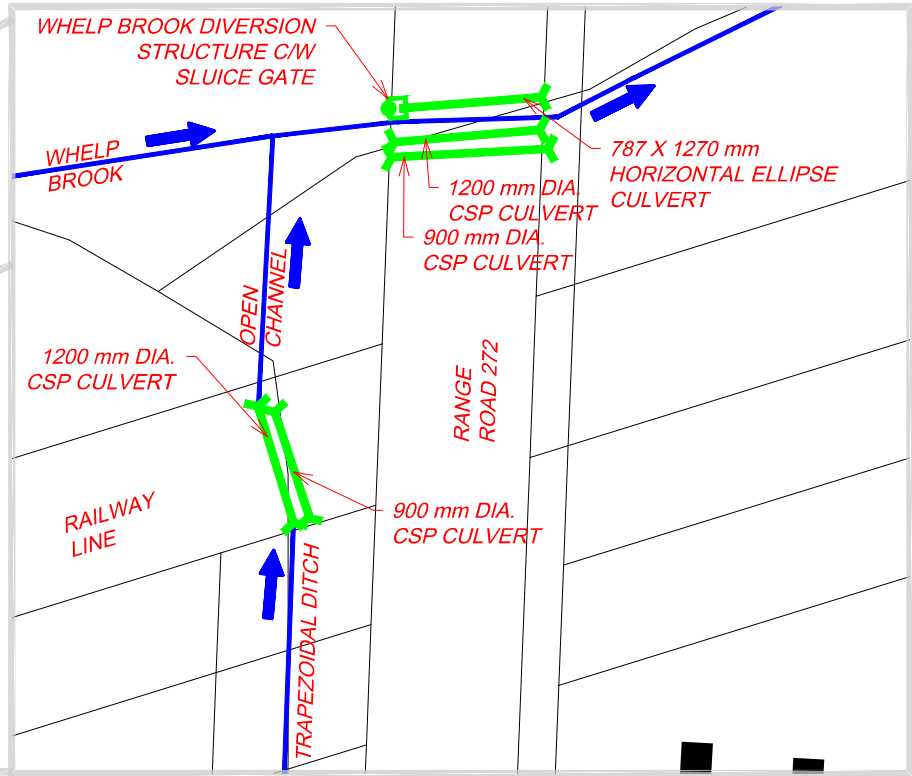 WHELP BROOK DIVERSION
STRUCTURE C/W
SLUICE GATE
WHELP
BROOK
787 X 1270 mm
HORIZONTAL ELLIPSE
CULVERT
1200 mm DIA.
CSP CULVERT
900 mm DIA.
CSP CULVERT
OPEN
CHANNEL
1200 mm DIA.
CSP CULVERT
RANGE
ROAD 272
RAILWAY
LINE
900 mm DIA.
CSP CULVERT
TRAPEZOIDAL DITCH